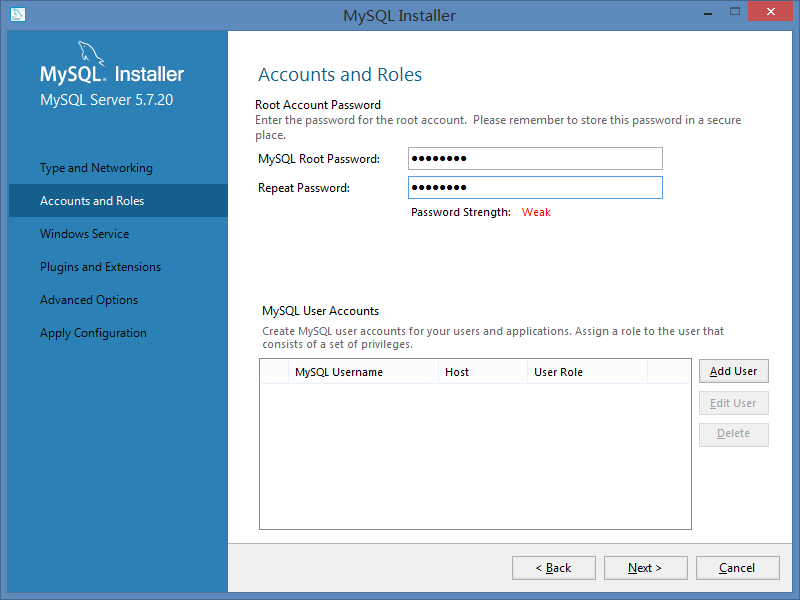 MySQL Installer
MySQL. Installer
MySQL Server 5.7.20
Type and Networking
Accounts and Roles
Windows Service
Plugins and Extensions
Advanced Options
Apply Configuration
Accounts and Roles
Root Account Password
Enter the password for the root account. Please remember to store this password in a secure
place.
MySQL Root Password: ●●●●●●●●
Repeat Password: ●●●●●●●●
Password Strength: Weak
MySQL User Accounts
Create MySQL user accounts for your users and applications. Assign a role to the user that
consists of a set of privileges.
MySQL Username Host User Role
Add User
Edit User
Delete
< Back Next > Cancel